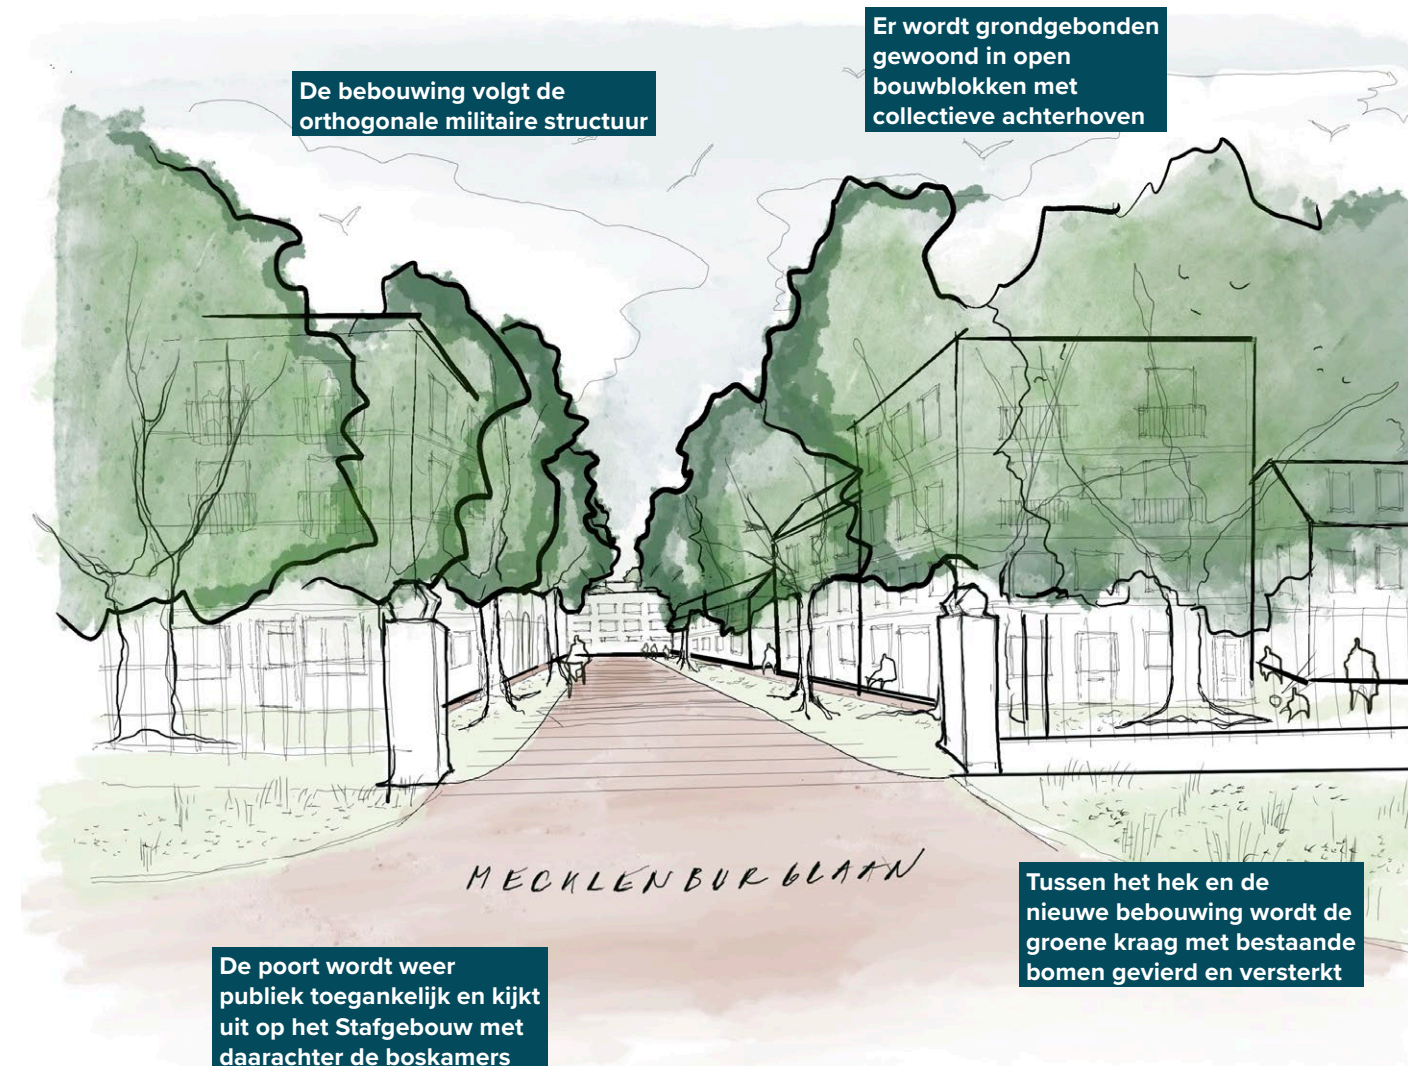 De bebouwing volgt de
orthogonale militaire structuur
Er wordt grondgebonden
gewoond in open
bouwblokken met
collectieve achterhoven
MECKLENBURGLAAN
Tussen het hek en de
nieuwe bebouwing wordt de
groene kraag met bestaande
bomen gevierd en versterkt
De poort wordt weer
publiek toegankelijk en kijkt
uit op het Stafgebouw met
daarachter de boskamers